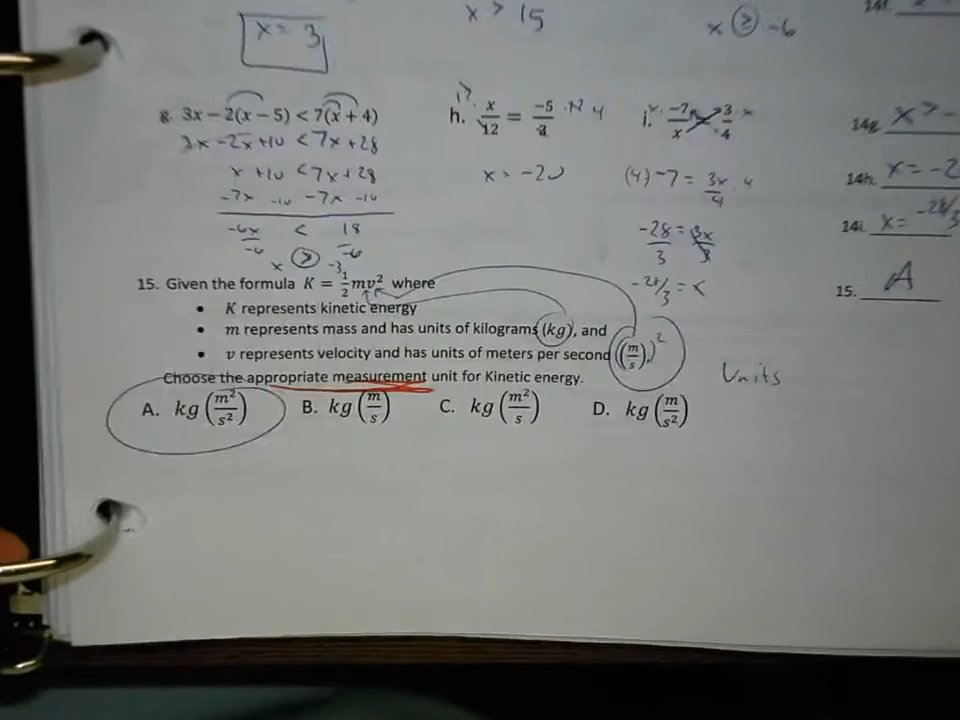 14f.
x = 3
x > 15
x ≥ -6
g. 3x – 2(x – 5) < 7(x + 4)
3x -2x +10 < 7x +28
x +10 < 7x +28
-7x -10 -7x -10
-6x < 18
-6 -6
x > -3
h. x/12 = -5/3
x = -20
i. -7/x = 3/4
(4) -7 = 3x/4 · 4
-28/3 = 3x/3
-28/3 = x
14g. x > -
14h. x = -2
14i. x = -28/3
15. A
15. Given the formula K = 1/2 mv² where
• K represents kinetic energy
• m represents mass and has units of kilograms (kg), and
• v represents velocity and has units of meters per second (m/s).
)²
Units
Choose the appropriate measurement unit for Kinetic energy.
A. kg (m²/s²) B. kg (m/s) C. kg (m²/s) D. kg (m/s²)